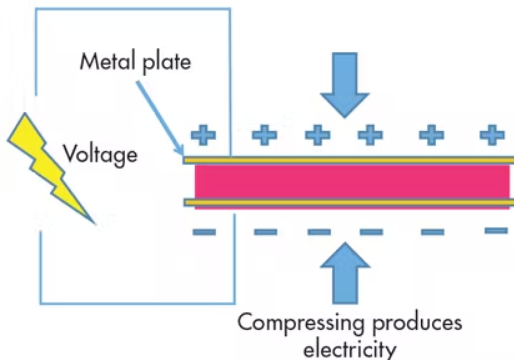 Metal plate
+ + + + + +
Voltage
- - - - - -
Compressing produces
electricity